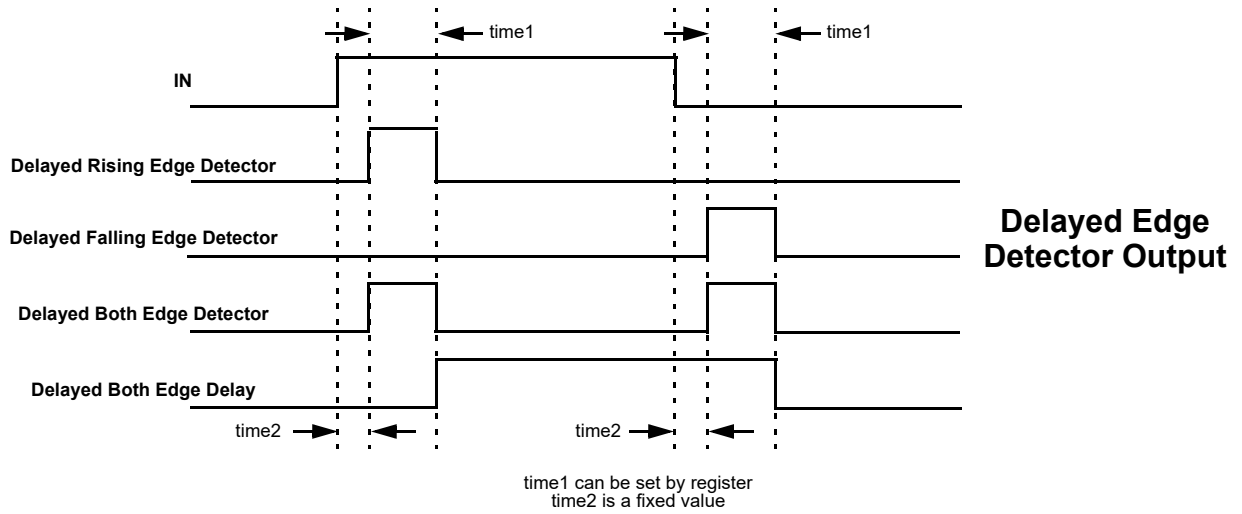 time1
time1
IN
Delayed Rising Edge Detector
Delayed Falling Edge Detector
Delayed Edge
Detector Output
Delayed Both Edge Detector
Delayed Both Edge Delay
time2
time2
time1 can be set by register
time2 is a fixed value